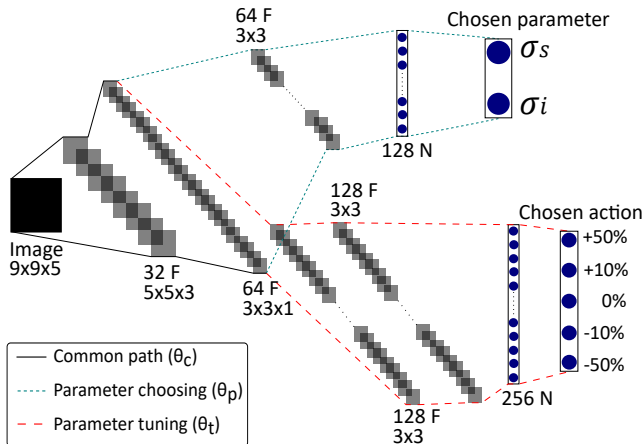 64 F
3x3
Chosen parameter
σs
σi
128 N
Image
9x9x5
32 F
5x5x3
64 F
3x3x1
128 F
3x3
Chosen action
+50%
+10%
0%
-10%
-50%
128 F
3x3
256 N
Common path (θc)
Parameter choosing (θp)
Parameter tuning (θt)